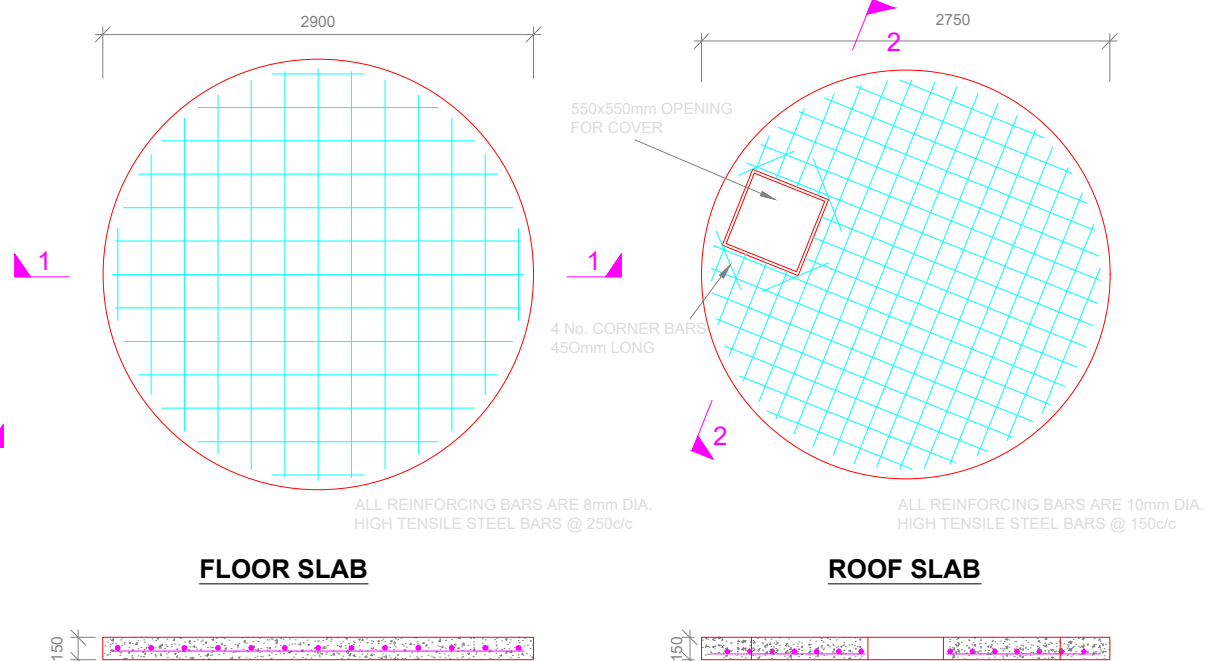 2900
2750
2
550x550mm OPENING
FOR COVER
1
1
4 No. CORNER BARS
45Omm LONG
2
ALL REINFORCING BARS ARE 8mm DIA.
HIGH TENSILE STEEL BARS @ 250c/c
ALL REINFORCING BARS ARE 10mm DIA.
HIGH TENSILE STEEL BARS @ 150c/c
FLOOR SLAB
ROOF SLAB
150
150